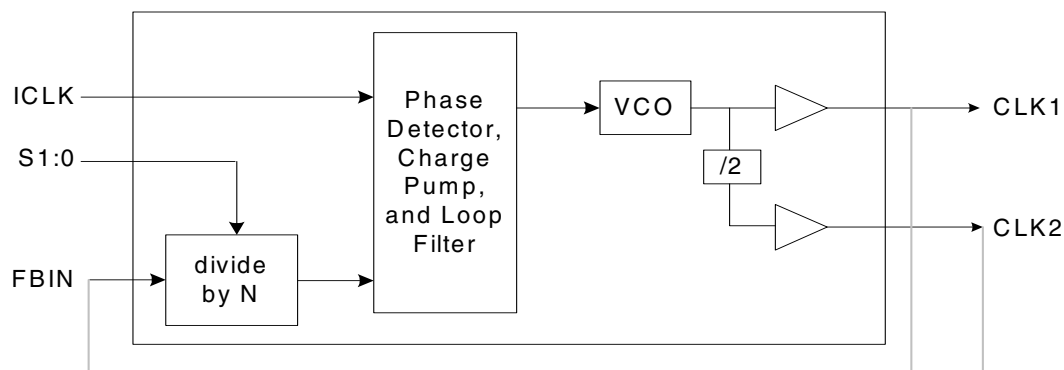 ICLK
S1:0
FBIN
divide
by N
Phase
Detector,
Charge
Pump,
and Loop
Filter
VCO
/2
CLK1
CLK2